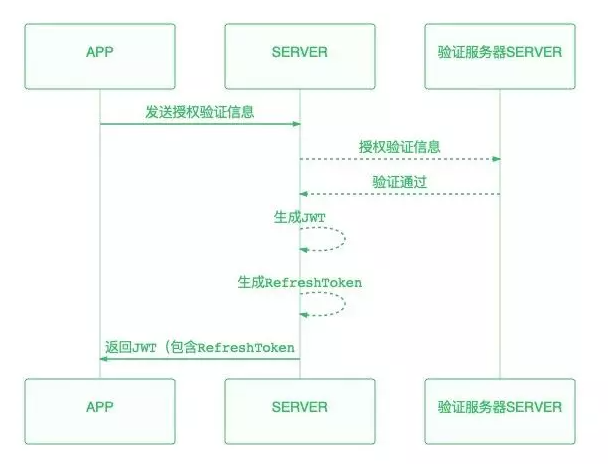 APP
SERVER
验证服务器SERVER
发送授权验证信息
授权验证信息
验证通过
生成JWT
生成RefreshToken
返回JWT（包含RefreshToken
APP
SERVER
验证服务器SERVER